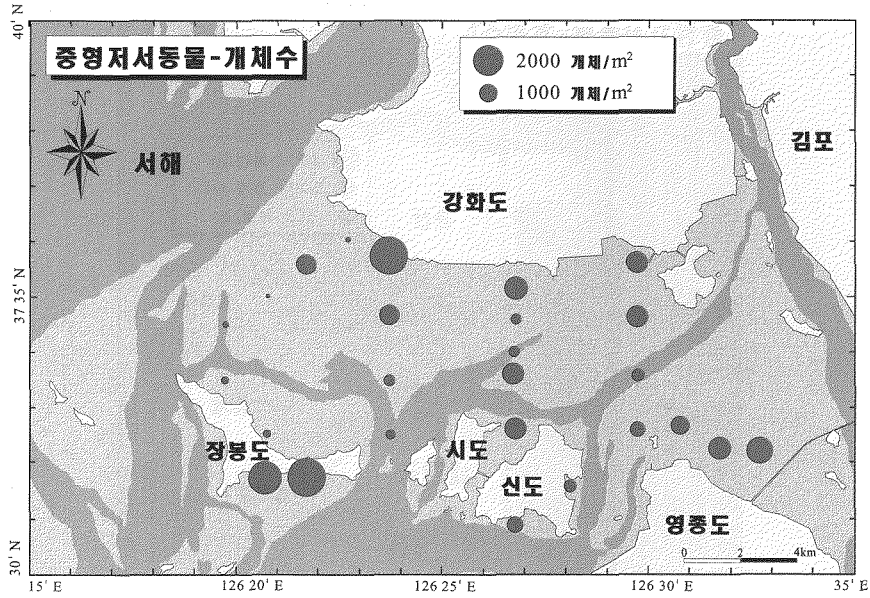 40' N
중형저서동물-개체수
2000 개체/m²
1000 개체/m²
N
서해
김포
강화도
37 35' N
장봉도
시도
신도
영종도
0 2 4km
30' N
15' E
126 20' E
126 25' E
126 30' E
35' E